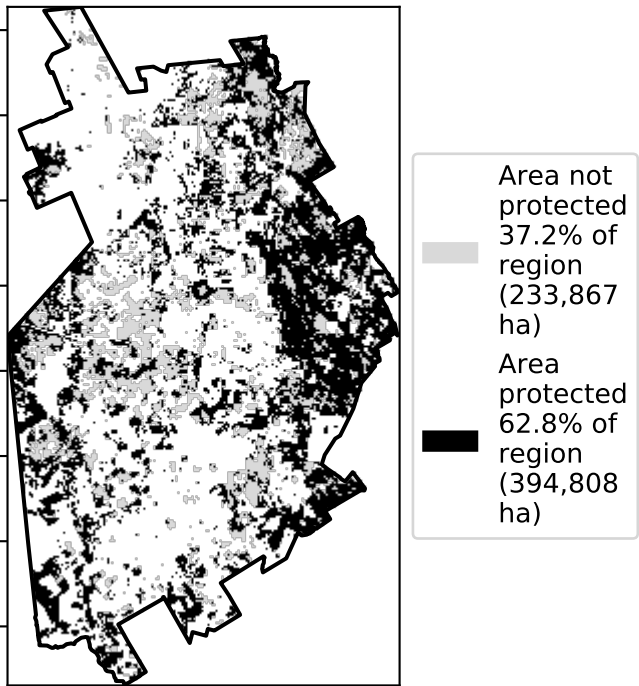 Area not
protected
37.2% of
region
(233,867
ha)
Area
protected
62.8% of
region
(394,808
ha)